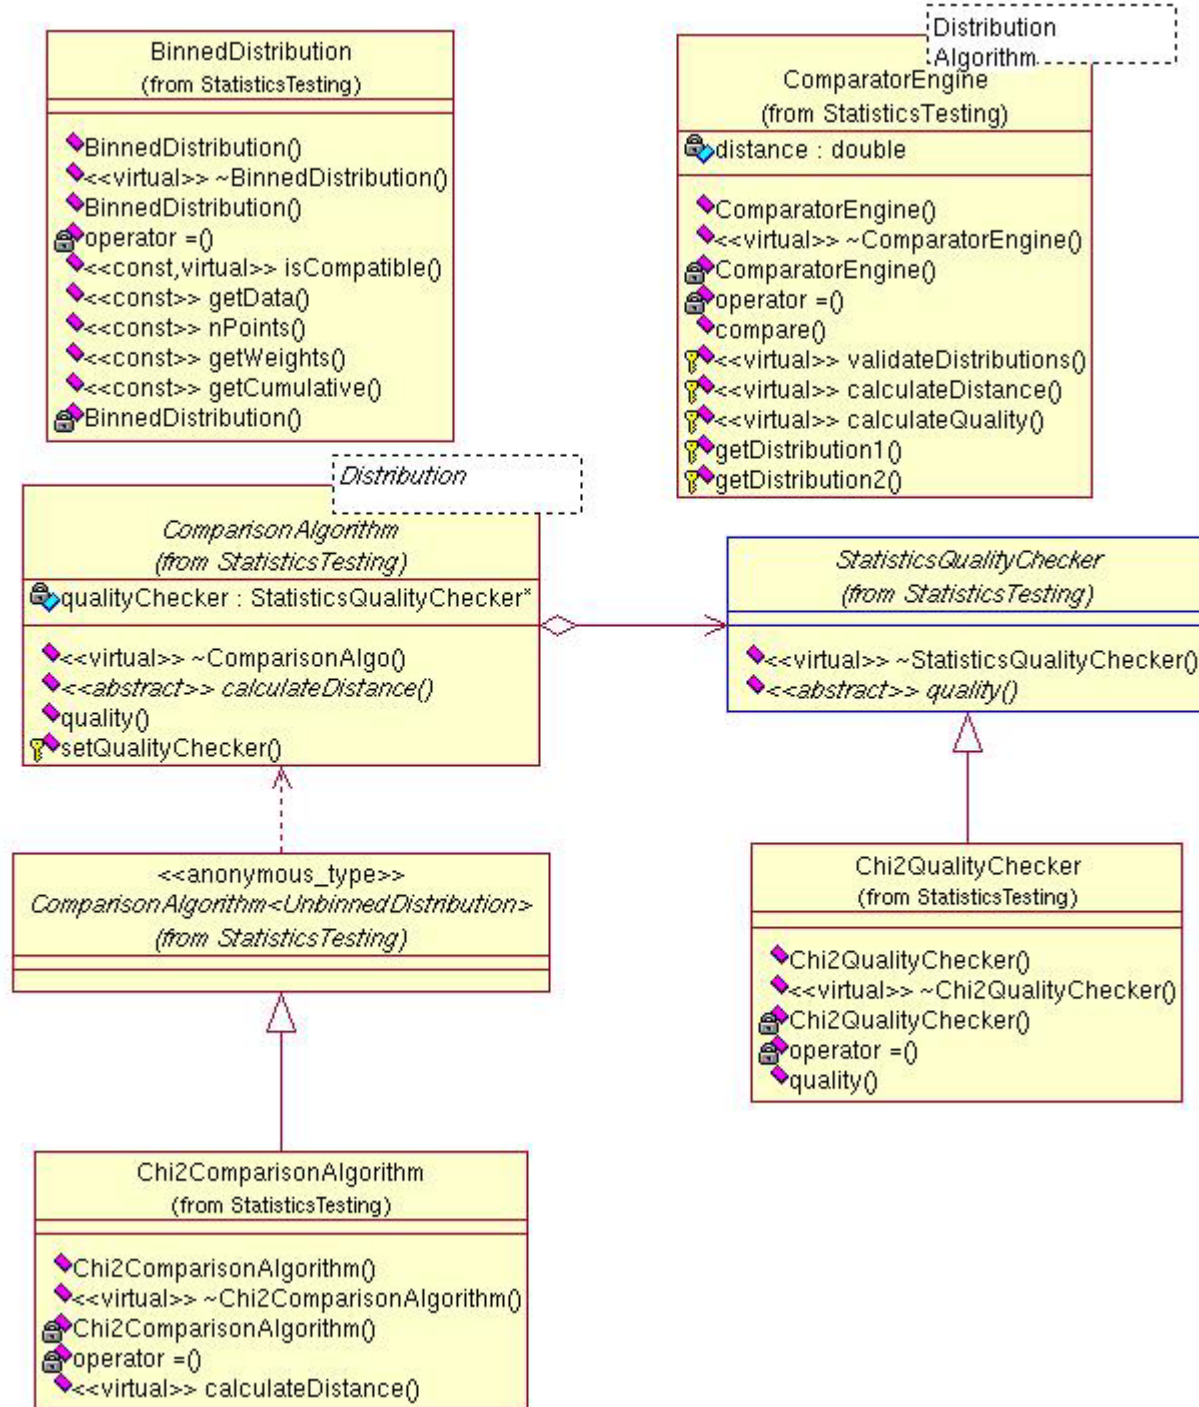 BinnedDistribution
(from StatisticsTesting)
BinnedDistribution()
<<virtual>> ~BinnedDistribution()
BinnedDistribution()
operator =()
<<const,virtual>> isCompatible()
<<const>> getData()
<<const>> nPoints()
<<const>> getWeights()
<<const>> getCumulative()
BinnedDistribution()
Distribution
Algorithm
ComparatorEngine
(from StatisticsTesting)
distance : double
ComparatorEngine()
<<virtual>> ~ComparatorEngine()
ComparatorEngine()
operator =()
compare()
<<virtual>> validateDistributions()
<<virtual>> calculateDistance()
<<virtual>> calculateQuality()
getDistribution1()
getDistribution2()
Distribution
ComparisonAlgorithm
(from StatisticsTesting)
qualityChecker : StatisticsQualityChecker*
<<virtual>> ~ComparisonAlgo()
<<abstract>> calculateDistance()
quality()
setQualityChecker()
StatisticsQualityChecker
(from StatisticsTesting)
<<virtual>> ~StatisticsQualityChecker()
<<abstract>> quality()
<<anonymous_type>>
ComparisonAlgorithm<UnbinnedDistribution>
(from StatisticsTesting)
Chi2QualityChecker
(from StatisticsTesting)
Chi2QualityChecker()
<<virtual>> ~Chi2QualityChecker()
Chi2QualityChecker()
operator =()
quality()
Chi2ComparisonAlgorithm
(from StatisticsTesting)
Chi2ComparisonAlgorithm()
<<virtual>> ~Chi2ComparisonAlgorithm()
Chi2ComparisonAlgorithm()
operator =()
<<virtual>> calculateDistance()